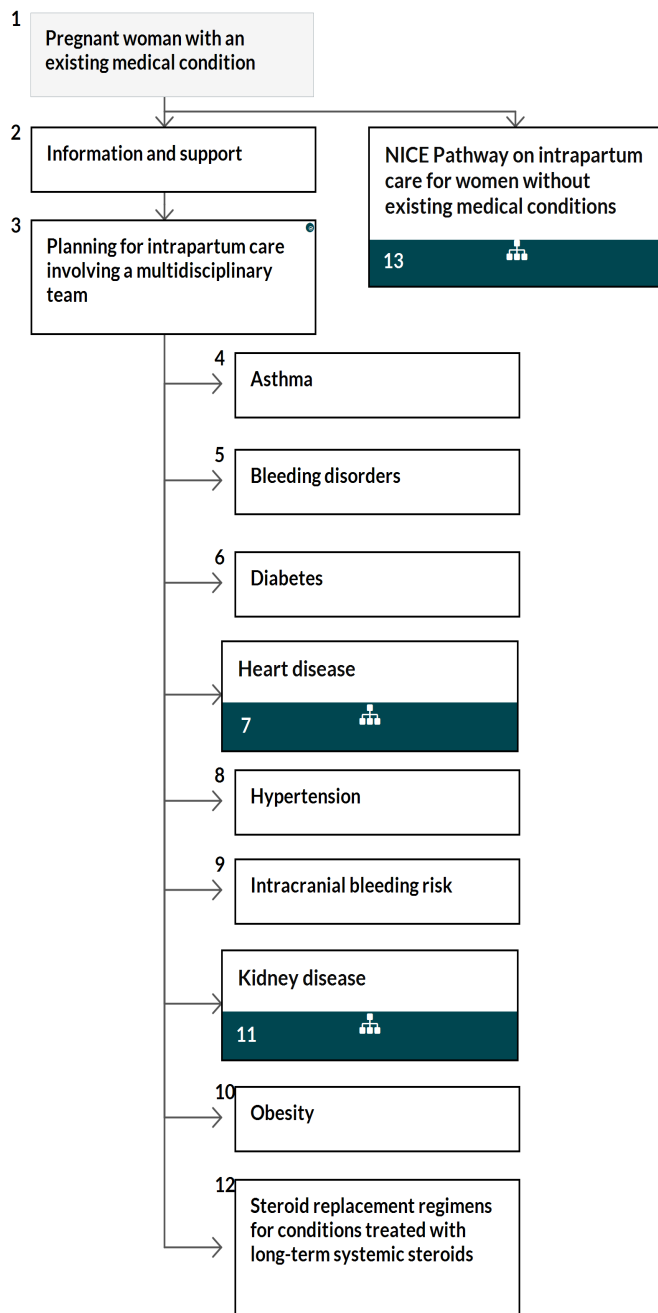 1
Pregnant woman with an
existing medical condition
2
Information and support
NICE Pathway on intrapartum
care for women without
existing medical conditions
13
3
Planning for intrapartum care
involving a multidisciplinary
team
4
Asthma
5
Bleeding disorders
6
Diabetes
Heart disease
7
8
Hypertension
9
Intracranial bleeding risk
Kidney disease
11
10
Obesity
12
Steroid replacement regimens
for conditions treated with
long-term systemic steroids